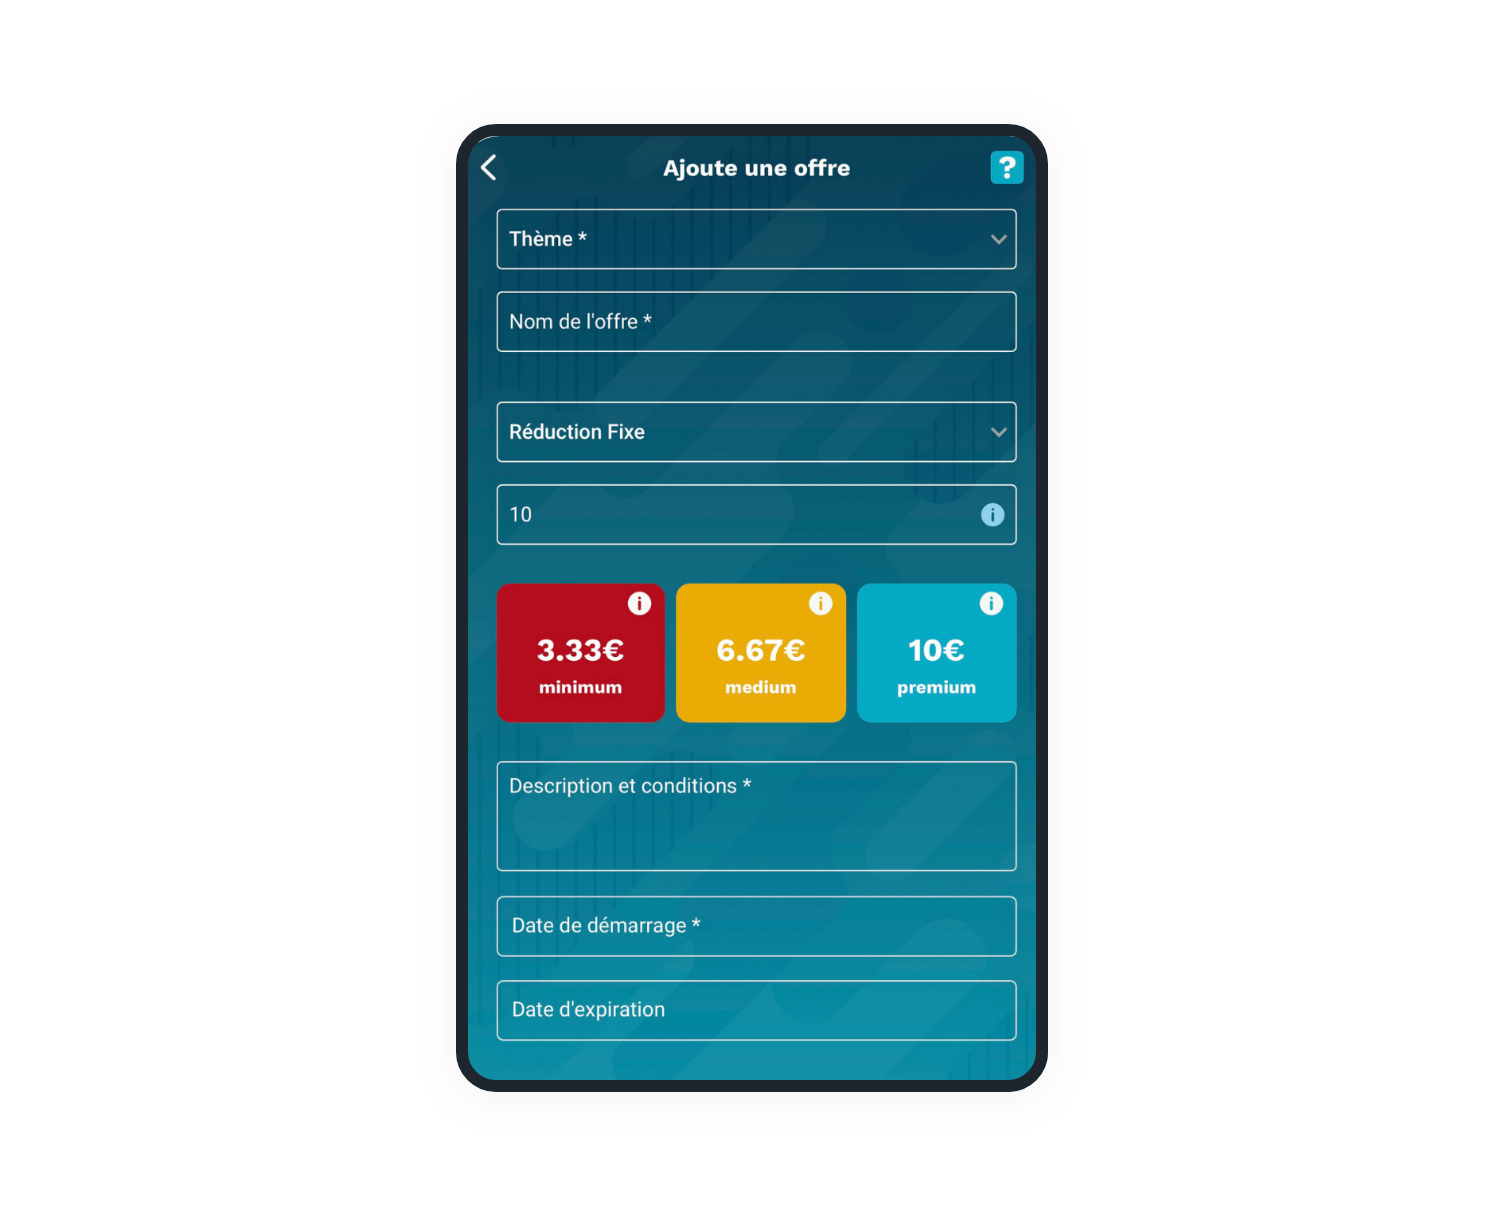 Ajoute une offre
?
Thème *
Nom de l'offre *
Réduction Fixe
10
i
i
i
i
3.33€
6.67€
10€
minimum
medium
premium
Description et conditions *
Date de démarrage *
Date d'expiration